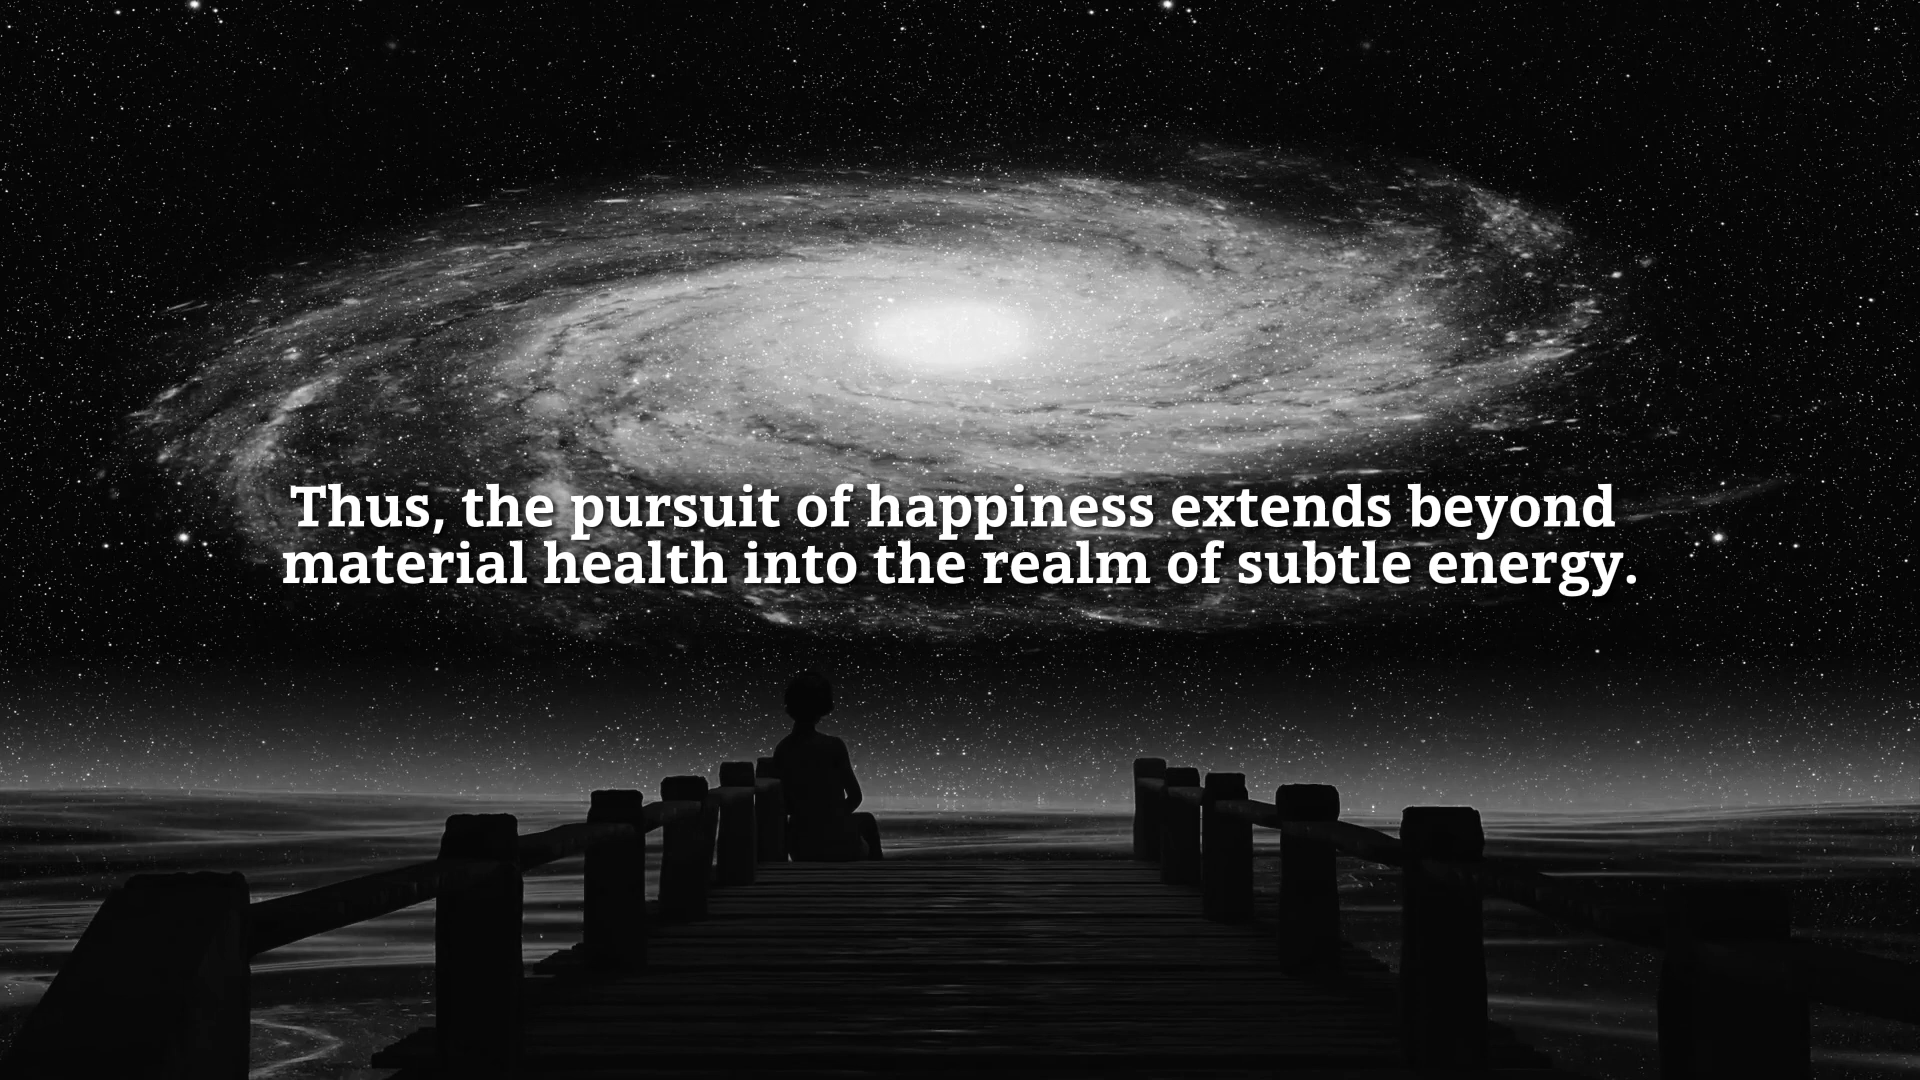 Thus, the pursuit of happiness extends beyond
material health into the realm of subtle energy.